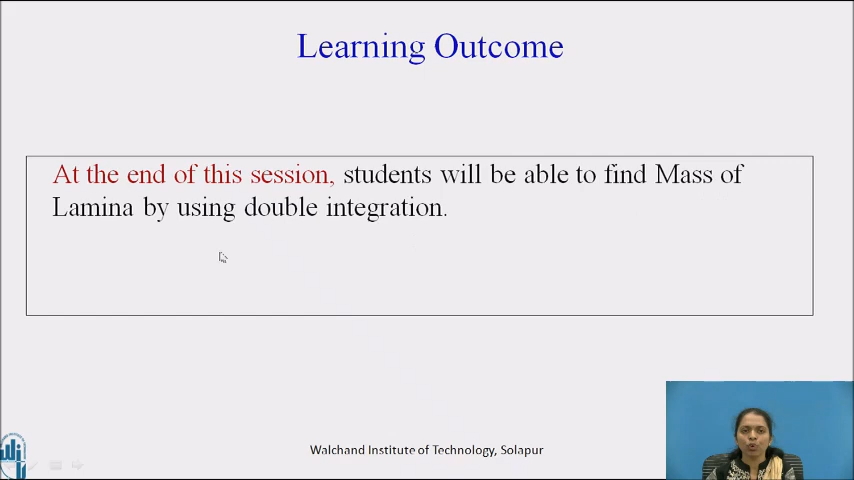 Learning Outcome
At the end of this session, students will be able to find Mass of
Lamina by using double integration.
Walchand Institute of Technology, Solapur